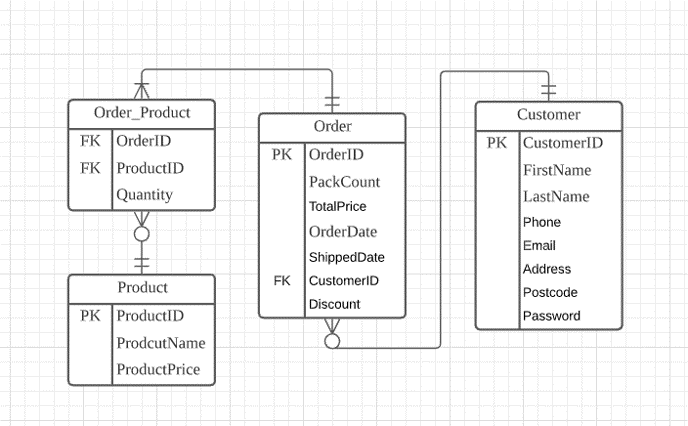 Order_Product
FK OrderID
FK ProductID
Quantity
Product
PK ProductID
ProdcutName
ProductPrice
Order
PK OrderID
PackCount
TotalPrice
OrderDate
ShippedDate
FK CustomerID
Discount
Customer
PK CustomerID
FirstName
LastName
Phone
Email
Address
Postcode
Password